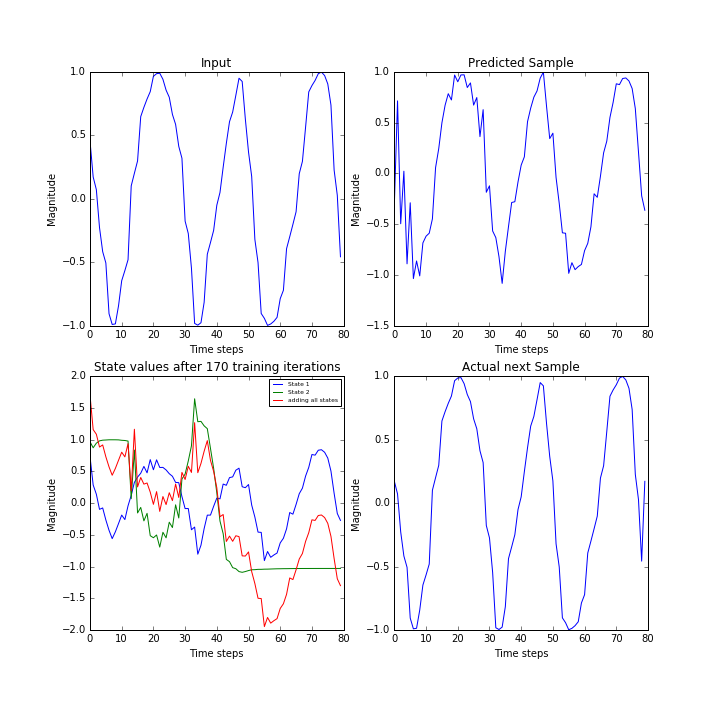 Input
Magnitude
1.0
0.5
0.0
−0.5
−1.0
0 10 20 30 40 50 60 70 80
Time steps
Predicted Sample
Magnitude
1.0
0.5
0.0
−0.5
−1.0
−1.5
0 10 20 30 40 50 60 70 80
Time steps
State values after 170 training iterations
Magnitude
2.0
1.5
1.0
0.5
0.0
−0.5
−1.0
−1.5
−2.0
State 1
State 2
adding all states
0 10 20 30 40 50 60 70 80
Time steps
Actual next Sample
Magnitude
1.0
0.5
0.0
−0.5
−1.0
0 10 20 30 40 50 60 70 80
Time steps